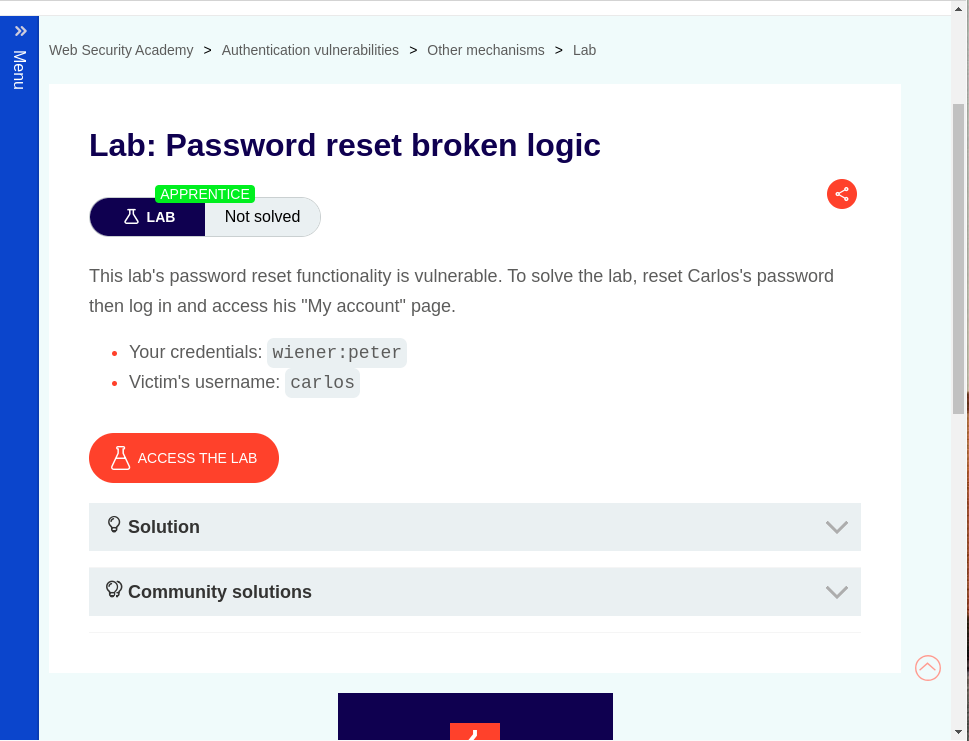 Menu
Web Security Academy > Authentication vulnerabilities > Other mechanisms > Lab
Lab: Password reset broken logic
APPRENTICE
LAB Not solved
This lab's password reset functionality is vulnerable. To solve the lab, reset Carlos's password
then log in and access his "My account" page.
Your credentials: wiener:peter
Victim's username: carlos
ACCESS THE LAB
Solution
Community solutions